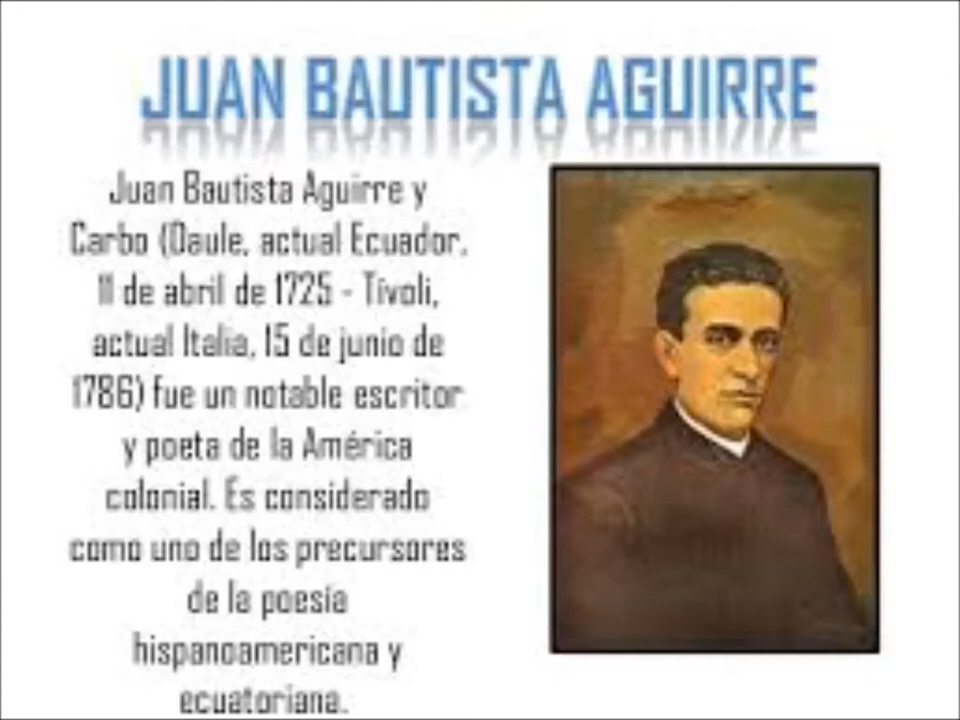 JUAN BAUTISTA AGUIRRE
Juan Bautista Aguirre y
Carbo (Daule, actual Ecuador,
11 de abril de 1725 - Tívoli,
actual Italia, 15 de junio de
1786) fue un notable escritor
y poeta de la América
colonial. Es considerado
como uno de los precursores
de la poesía
hispanoamericana y
ecuatoriana.